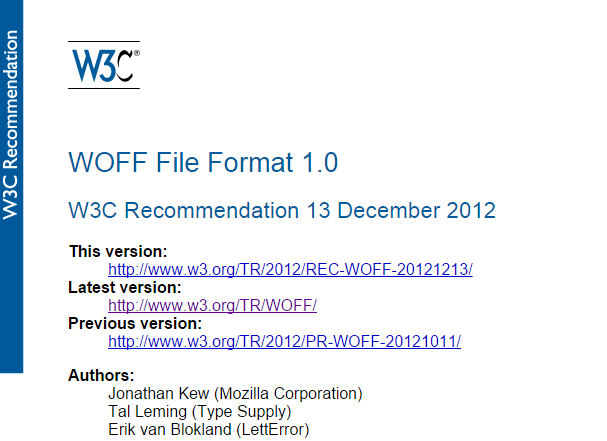 W3C Recommendation
W3C®
WOFF File Format 1.0
W3C Recommendation 13 December 2012
This version:
http://www.w3.org/TR/2012/REC-WOFF-20121213/
Latest version:
http://www.w3.org/TR/WOFF/
Previous version:
http://www.w3.org/TR/2012/PR-WOFF-20121011/
Authors:
Jonathan Kew (Mozilla Corporation)
Tal Leming (Type Supply)
Erik van Blokland (LettError)